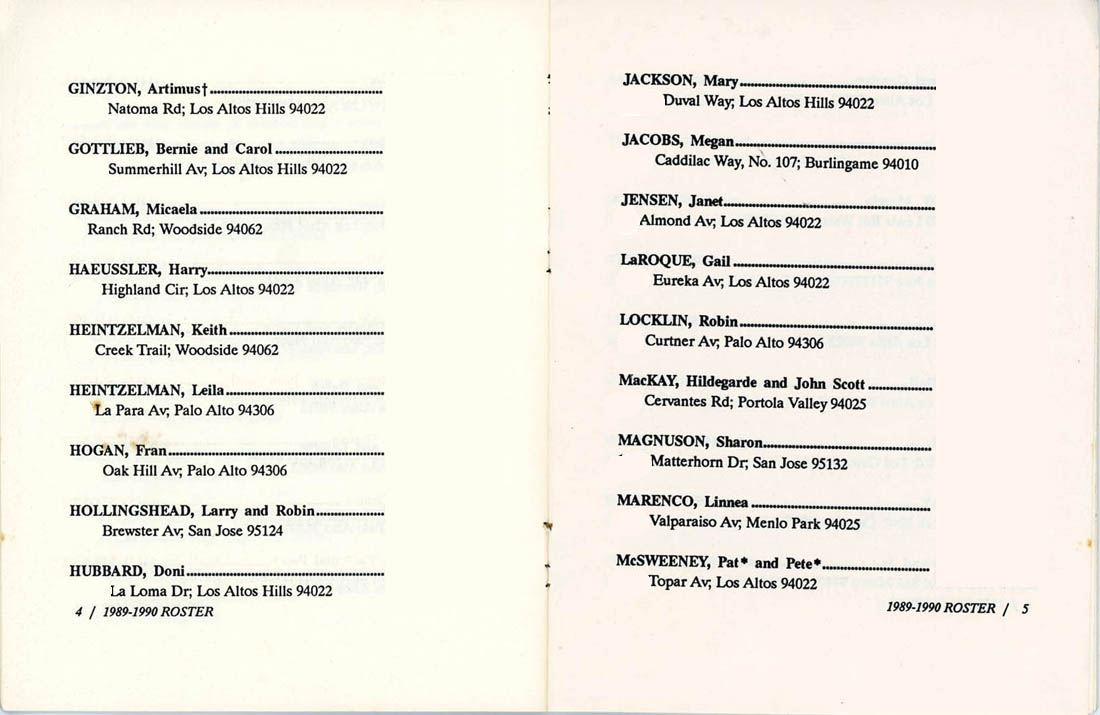 GINZTON, Artimus†
Natoma Rd; Los Altos Hills 94022
GOTTLIEB, Bernie and Carol
Summerhill Av; Los Altos Hills 94022
GRAHAM, Micaela
Ranch Rd; Woodside 94062
HAEUSSLER, Harry
Highland Cir; Los Altos 94022
HEINTZELMAN, Keith
Creek Trail; Woodside 94062
HEINTZELMAN, Leila
La Para Av; Palo Alto 94306
HOGAN, Fran
Oak Hill Av; Palo Alto 94306
HOLLINGSHEAD, Larry and Robin
Brewster Av; San Jose 95124
HUBBARD, Doni
La Loma Dr; Los Altos Hills 94022
4 / 1989-1990 ROSTER
JACKSON, Mary
Duval Way; Los Altos Hills 94022
JACOBS, Megan
Caddilac Way, No. 107; Burlingame 94010
JENSEN, Janet
Almond Av; Los Altos 94022
LaROQUE, Gail
Eureka Av; Los Altos 94022
LOCKLIN, Robin
Curtner Av; Palo Alto 94306
MacKAY, Hildegarde and John Scott
Cervantes Rd; Portola Valley 94025
MAGNUSON, Sharon
Matterhorn Dr; San Jose 95132
MARENCO, Linnea
Valparaiso Av; Menlo Park 94025
McSWEENEY, Pat* and Pete*
Topar Av; Los Altos 94022
1989-1990 ROSTER / 5